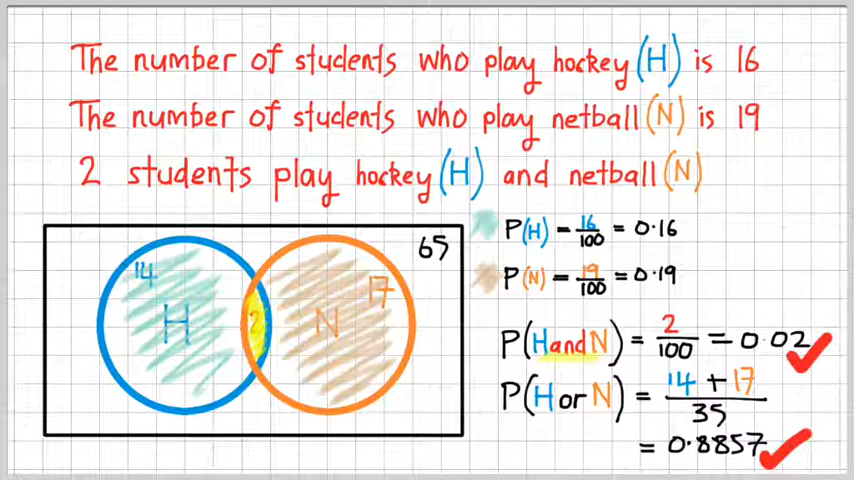 The number of students who play hockey (H) is 16
The number of students who play netball (N) is 19
2 students play hockey (H) and netball (N)
65
14
17
H
2
N
P(H) = 16/100 = 0.16
P(N) = 19/100 = 0.19
P(H and N) = 2/100 = 0.02
P(H or N) = 14 + 17 / 35
= 0.8857